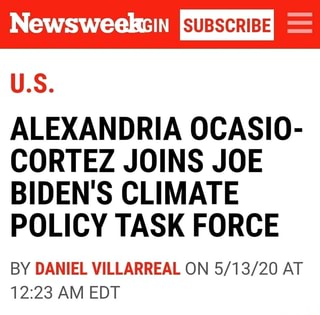 Newsweek GIN SUBSCRIBE
U.S.
ALEXANDRIA OCASIO-
CORTEZ JOINS JOE
BIDEN'S CLIMATE
POLICY TASK FORCE
BY DANIEL VILLARREAL ON 5/13/20 AT
12:23 AM EDT